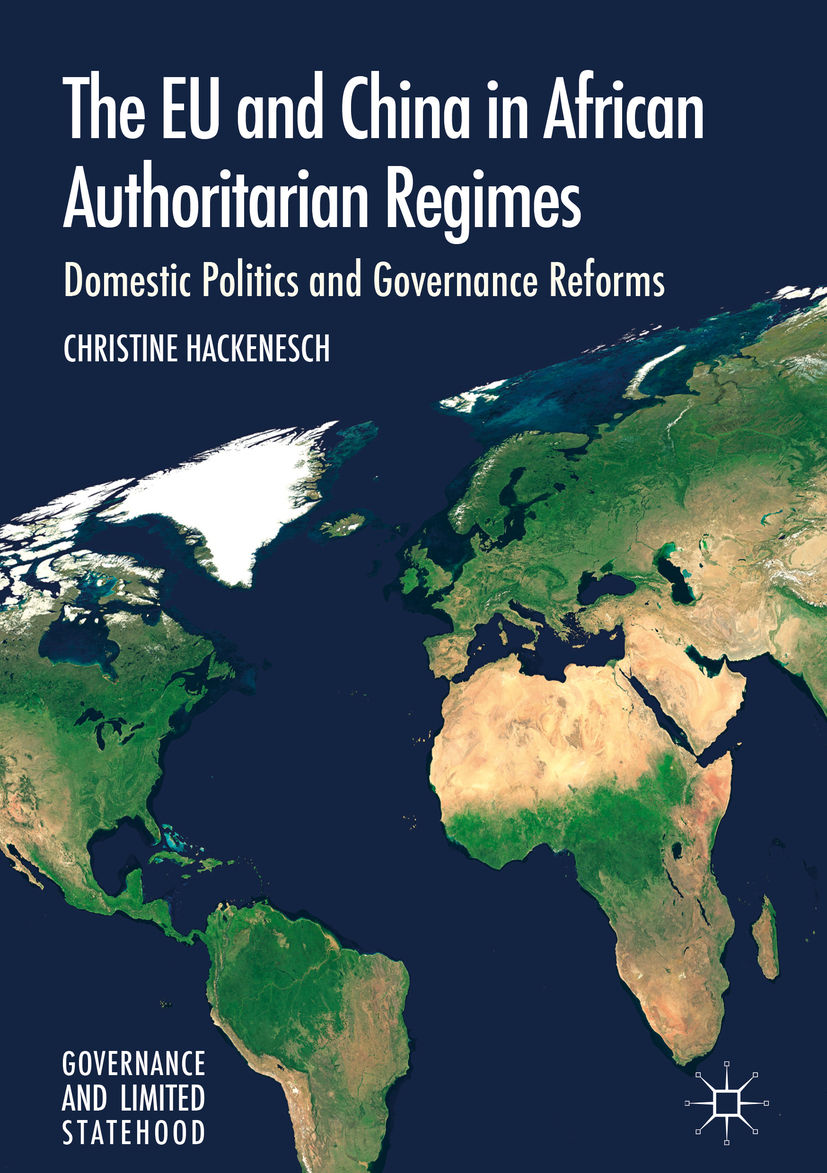 The EU and China in African
Authoritarian Regimes
Domestic Politics and Governance Reforms
CHRISTINE HACKENESCH
GOVERNANCE
AND LIMITED
STATEHOOD